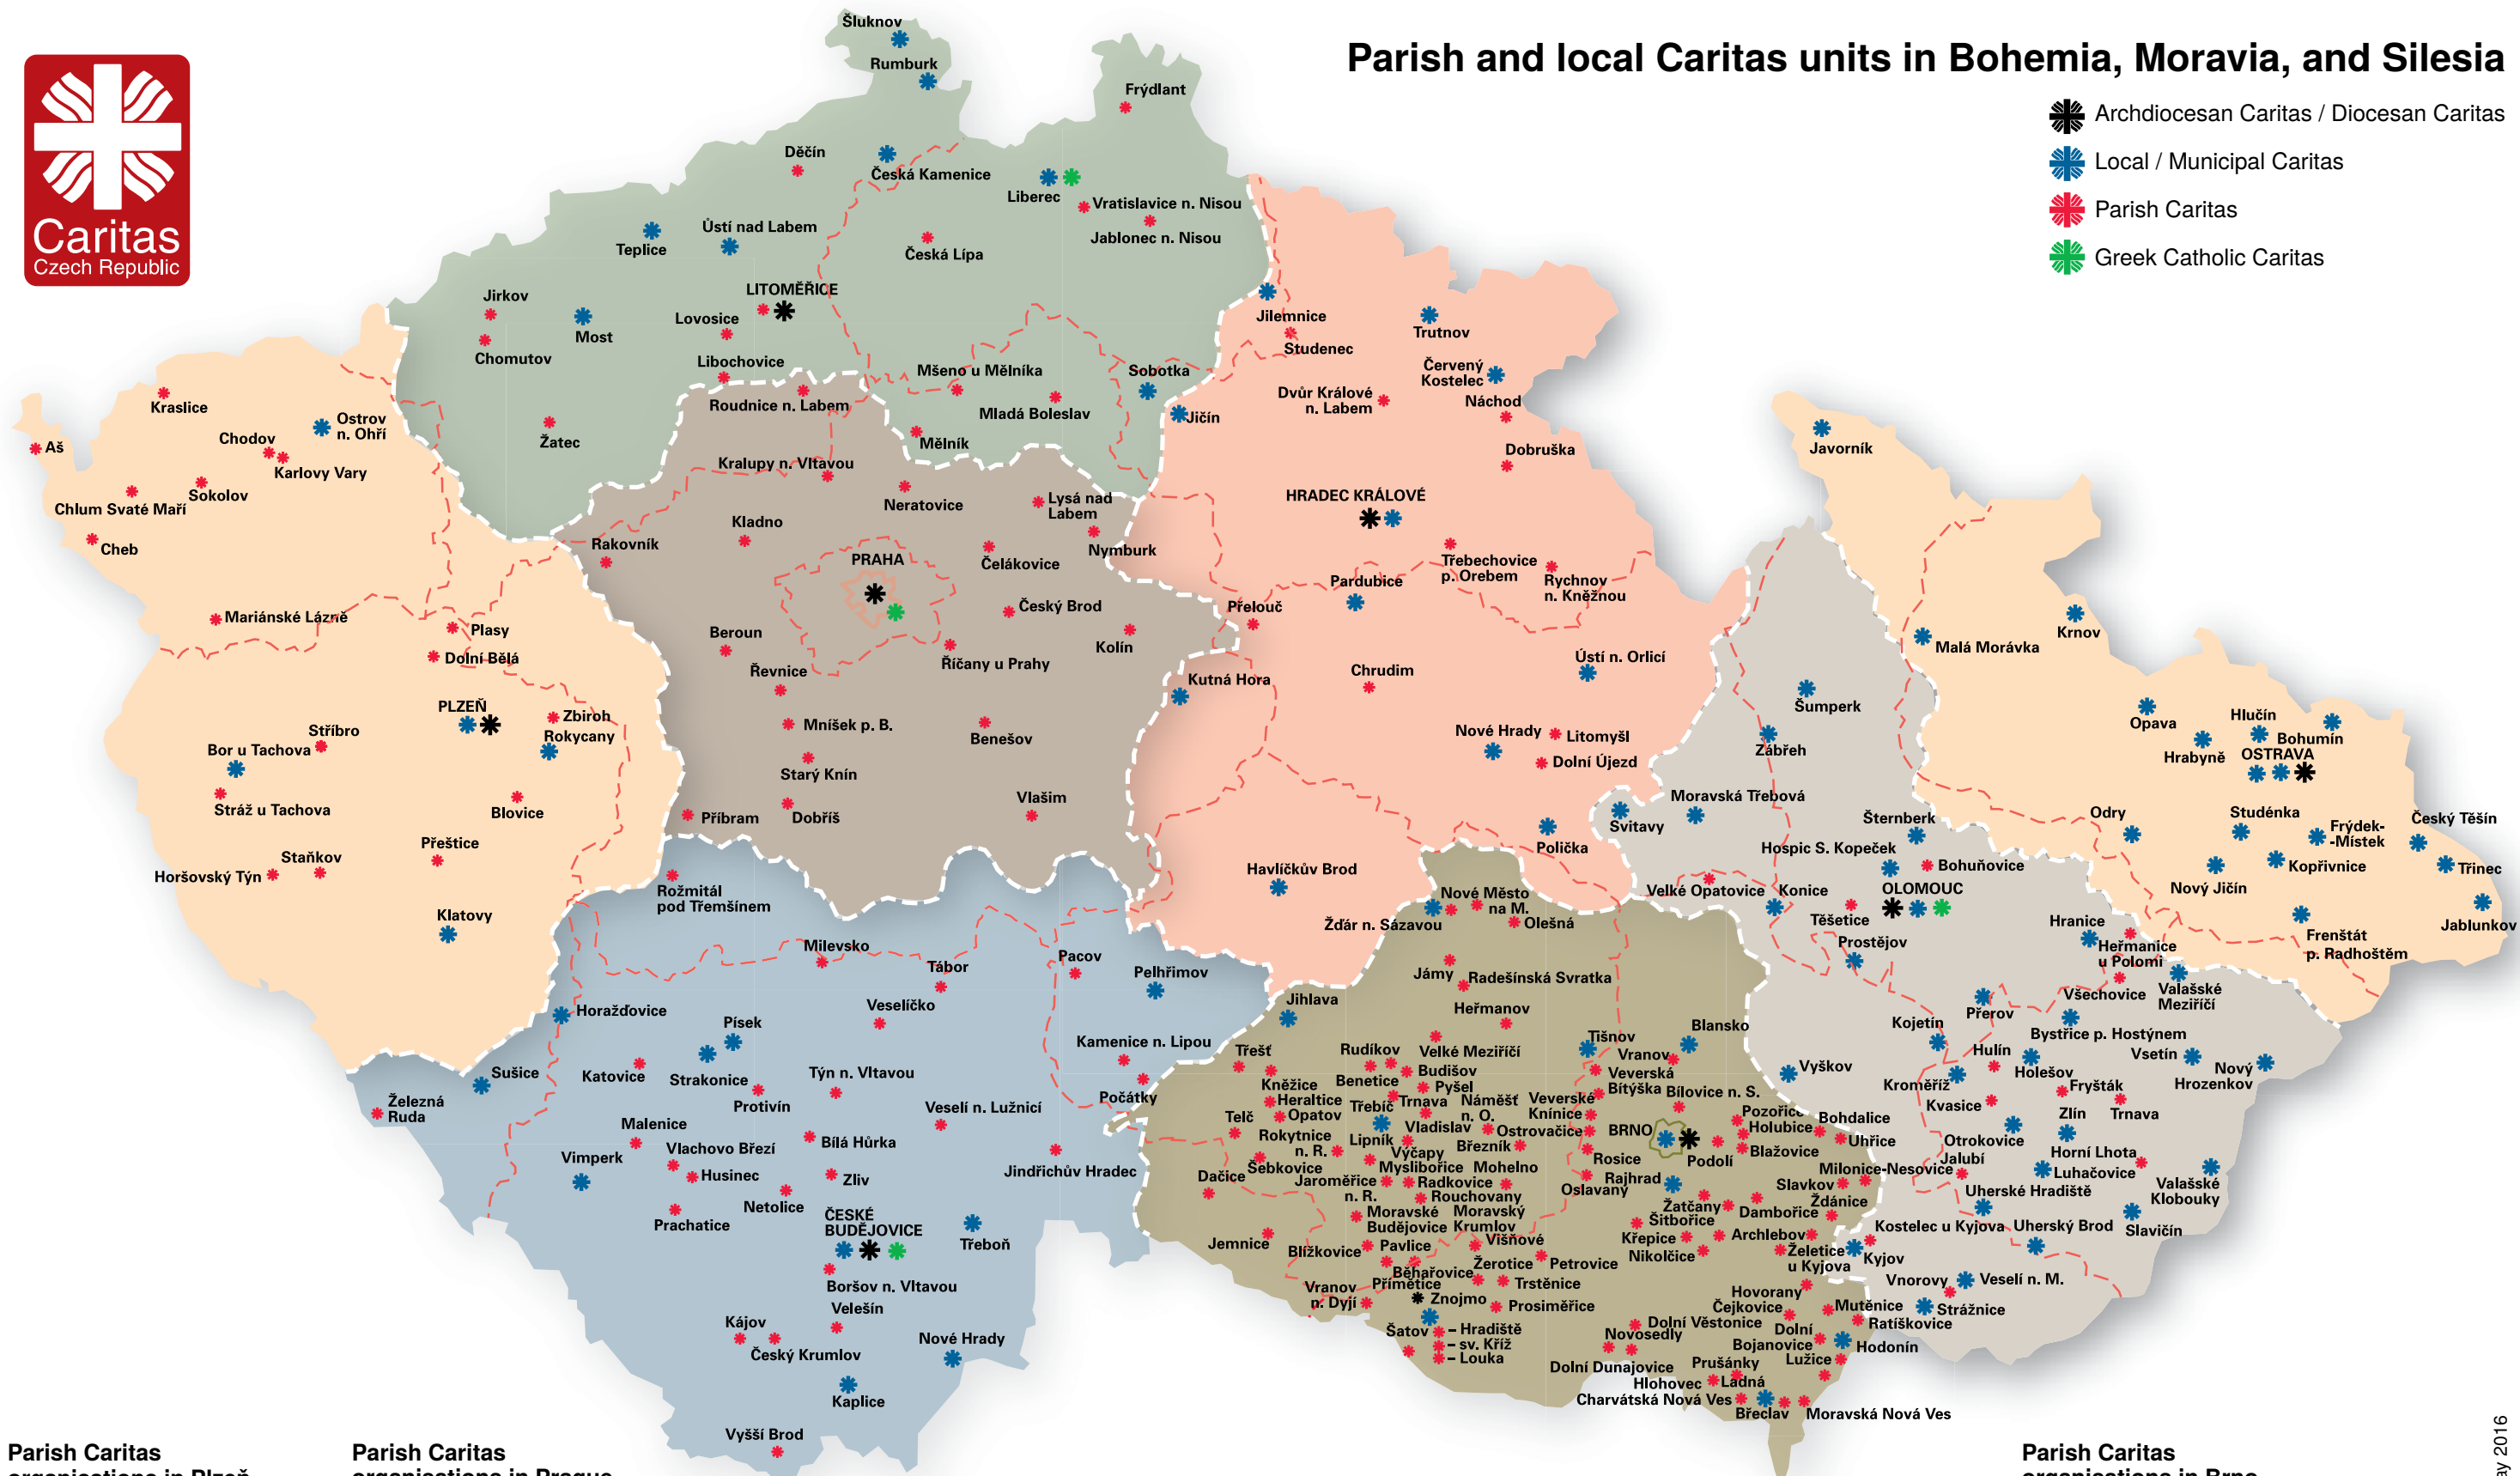 Parish and local Caritas units in Bohemia, Moravia, and Silesia
Archdiocesan Caritas / Diocesan Caritas
Local / Municipal Caritas
Parish Caritas
Greek Catholic Caritas
Caritas
Czech Republic
Šluknov
Rumburk
Frýdlant
Děčín
Česká Kamenice
Liberec
Vratislavice n. Nisou
Jablonec n. Nisou
Teplice
Ůstí nad Labem
Česká Lípa
LITOMĚŘICE
Jirkov
Most
Lovosice
Chomutov
Libochovice
Mšeno u Mělníka
Sobotka
Roudnice n. Labem
Mladá Boleslav
Žatec
Mělník
Jilemnice
Studenec
Trutnov
Červený
Kostelec
Dvůr Králové
n. Labem
Náchod
Jičín
Dobruška
HRADEC KRÁLOVÉ
Třebechovice
p. Orebem
Rychnov
n. Kněžnou
Pardubice
Přelouč
Chrudim
Ústí n. Orlicí
Kutná Hora
Nové Hrady
Litomyšl
Dolní Újezd
Polička
Havlíčkův Brod
Kraslice
Aš
Chodov
Ostrov
n. Ohří
Karlovy Vary
Sokolov
Chlum Svaté Maří
Cheb
Mariánské Lázně
Plasy
Dolní Bělá
PLZEŇ
Zbiroh
Rokycany
Stříbro
Bor u Tachova
Stráž u Tachova
Blovice
Přeštice
Staňkov
Horšovský Týn
Klatovy
Kralupy n. Vltavou
Neratovice
Lysá nad
Labem
Kladno
Nymburk
Rakovník
PRAHA
Čelákovice
Český Brod
Beroun
Kolín
Říčany u Prahy
Řevnice
Mníšek p. B.
Benešov
Starý Knín
Dobříš
Příbram
Vlašim
Rožmitál
pod Třemšínem
Milevsko
Tábor
Pacov
Pelhřimov
Veselíčko
Horažďovice
Písek
Kamenice n. Lipou
Sušice
Katovice
Strakonice
Týn n. Vltavou
Počátky
Železná
Ruda
Protivín
Veselí n. Lužnicí
Malenice
Bílá Hůrka
Vlachovo Březí
Vimperk
Husinec
Zliv
Jindřichův Hradec
Netolice
Prachatice
ČESKÉ
BUDĚJOVICE
Třeboň
Boršov n. Vltavou
Velešín
Kájov
Český Krumlov
Nové Hrady
Kaplice
Vyšší Brod
Nové Město
na M.
Žďár n. Sázavou
Olešná
Jámy
Radešínská Svratka
Jihlava
Heřmanov
Třešť
Rudíkov
Velké Meziříčí
Tišnov
Blansko
Vranov
Kněžice
Benetice
Budišov
Pyšel
Veverská
Bítýška
Bílovice n. S.
Heraltice
Opatov
Třebíč
Trnava
Náměšť
n. O.
Veverské
Knínice
Pozořice
Holubice
Bohdalice
Telč
Rokytnice
n. R.
Lipník
Vladislav
Ostrovačice
BRNO
Uhřice
Šebkovice
Výčapy
Březník
Rosice
Podolí
Blažovice
Dačice
Myslibořice
Mohelno
Milonice-Nesovice
Jaroměřice
n. R.
Radkovice
Oslavany
Rajhrad
Slavkov
Rouchovany
Žatčany
Ždánice
Moravské
Budějovice
Moravský
Krumlov
Šitbořice
Dambořice
Jemnice
Blížkovice
Pavlice
Višňové
Křepice
Archlebov
Nikolčice
Želetice
u Kyjova
Běhařovice
Žerotice
Petrovice
Vranov
n. Dyjí
Přímětice
Trstěnice
Znojmo
Prosiměřice
Hovorany
Čejkovice
Mutěnice
Ratíškovice
Šatov
– Hradiště
– sv. Kříž
– Louka
Dolní Věstonice
Novosedly
Dolní
Bojanovice
Hodonín
Dolní Dunajovice
Prušánky
Lužice
Hlohovec
Ladná
Charvátská Nová Ves
Břeclav
Moravská Nová Ves
Javorník
Malá Morávka
Krnov
Opava
Hlučín
Bohumín
Hrabyně
OSTRAVA
Odry
Studénka
Český Těšín
Frýdek-
-Místek
Kopřivnice
Třinec
Nový Jičín
Jablunkov
Frenštát
p. Radhoštěm
Šumperk
Zábřeh
Moravská Třebová
Svitavy
Šternberk
Hospic S. Kopeček
Bohuňovice
Velké Opatovice
Konice
OLOMOUC
Těšetice
Hranice
Prostějov
Heřmanice
u Polomi
Všechovice
Valašské
Meziříčí
Přerov
Kojetín
Bystřice p. Hostýnem
Vyškov
Hulín
Vsetín
Nový
Hrozenkov
Holešov
Kroměříž
Fryšták
Kvasice
Zlín
Trnava
Otrokovice
Jalubí
Horní Lhota
Luhačovice
Valašské
Klobouky
Uherské Hradiště
Kostelec u Kyjova
Uherský Brod
Slavičín
Kyjov
Vnorovy
Veselí n. M.
Strážnice
Parish Caritas
organisations in Plzeň
Parish Caritas
organisations in Prague
Parish Caritas
organisations in Brno
2016